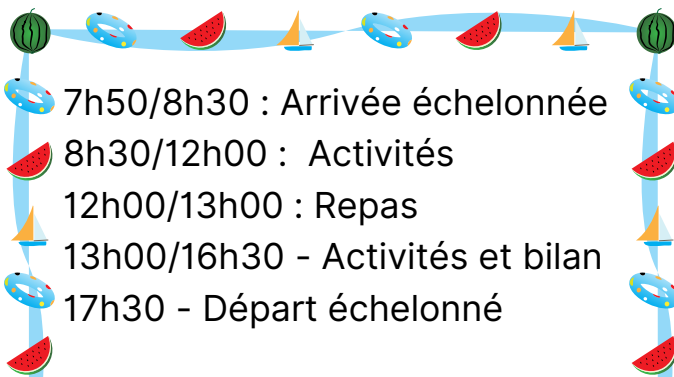 7h50/8h30 : Arrivée échelonnée
8h30/12h00 :  Activités
12h00/13h00 : Repas
13h00/16h30 - Activités et bilan
17h30 - Départ échelonné